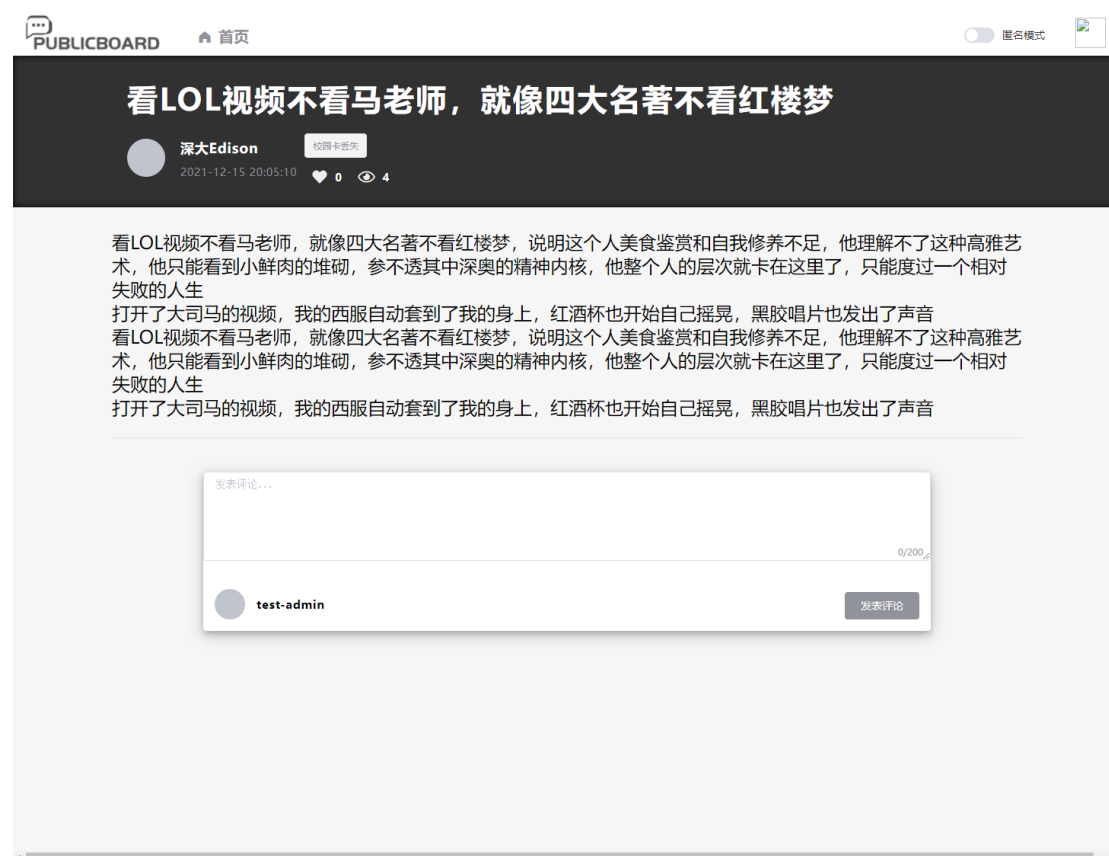 PUBLICBOARD
首页
匿名模式
看LOL视频不看马老师，就像四大名著不看红楼梦
深大Edison
校园卡丢失
2021-12-15 20:05:10
0
4
看LOL视频不看马老师，就像四大名著不看红楼梦，说明这个人美食鉴赏和自我修养不足，他理解不了这种高雅艺
术，他只能看到小鲜肉的堆砌，参不透其中深奥的精神内核，他整个人的层次就卡在这里了，只能度过一个相对
失败的人生
打开了大司马的视频，我的西服自动套到了我的身上，红酒杯也开始自己摇晃，黑胶唱片也发出了声音
看LOL视频不看马老师，就像四大名著不看红楼梦，说明这个人美食鉴赏和自我修养不足，他理解不了这种高雅艺
术，他只能看到小鲜肉的堆砌，参不透其中深奥的精神内核，他整个人的层次就卡在这里了，只能度过一个相对
失败的人生
打开了大司马的视频，我的西服自动套到了我的身上，红酒杯也开始自己摇晃，黑胶唱片也发出了声音
发表评论...
0/200
test-admin
发表评论